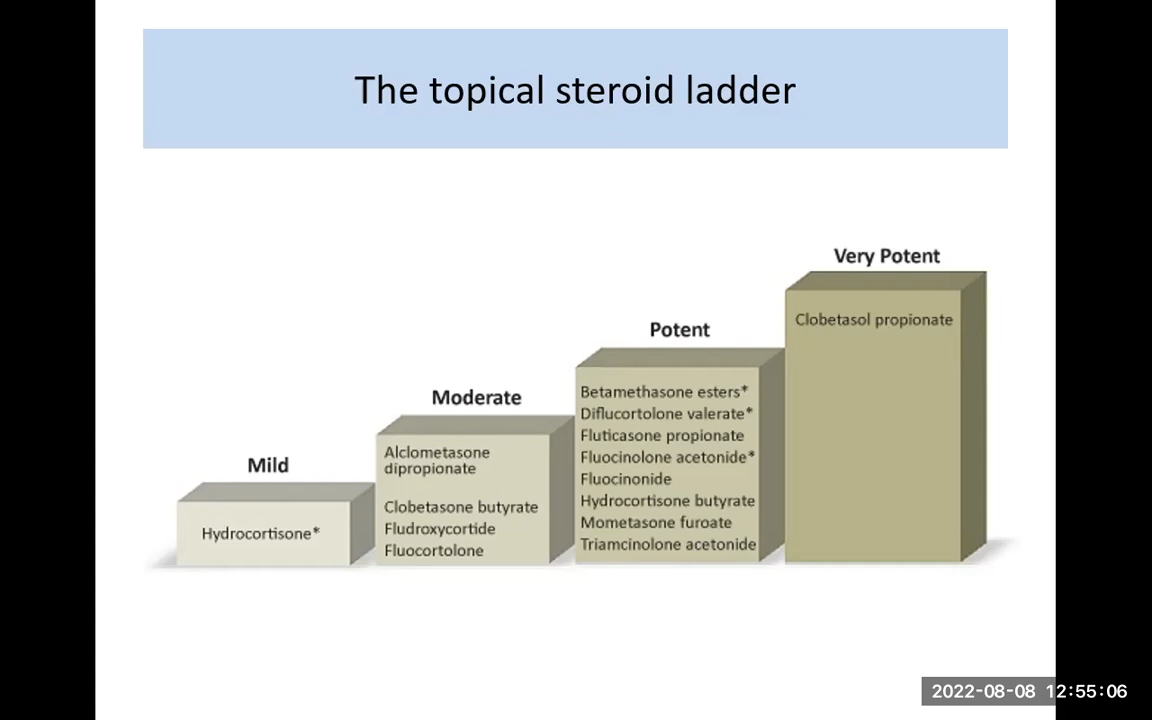 The topical steroid ladder
Mild
Hydrocortisone*
Moderate
Alclometasone
dipropionate
Clobetasone butyrate
Fludroxycortide
Fluocortolone
Potent
Betamethasone esters*
Diflucortolone valerate*
Fluticasone propionate
Fluocinolone acetonide*
Fluocinonide
Hydrocortisone butyrate
Mometasone furoate
Triamcinolone acetonide
Very Potent
Clobetasol propionate
2022-08-08 12:55:06